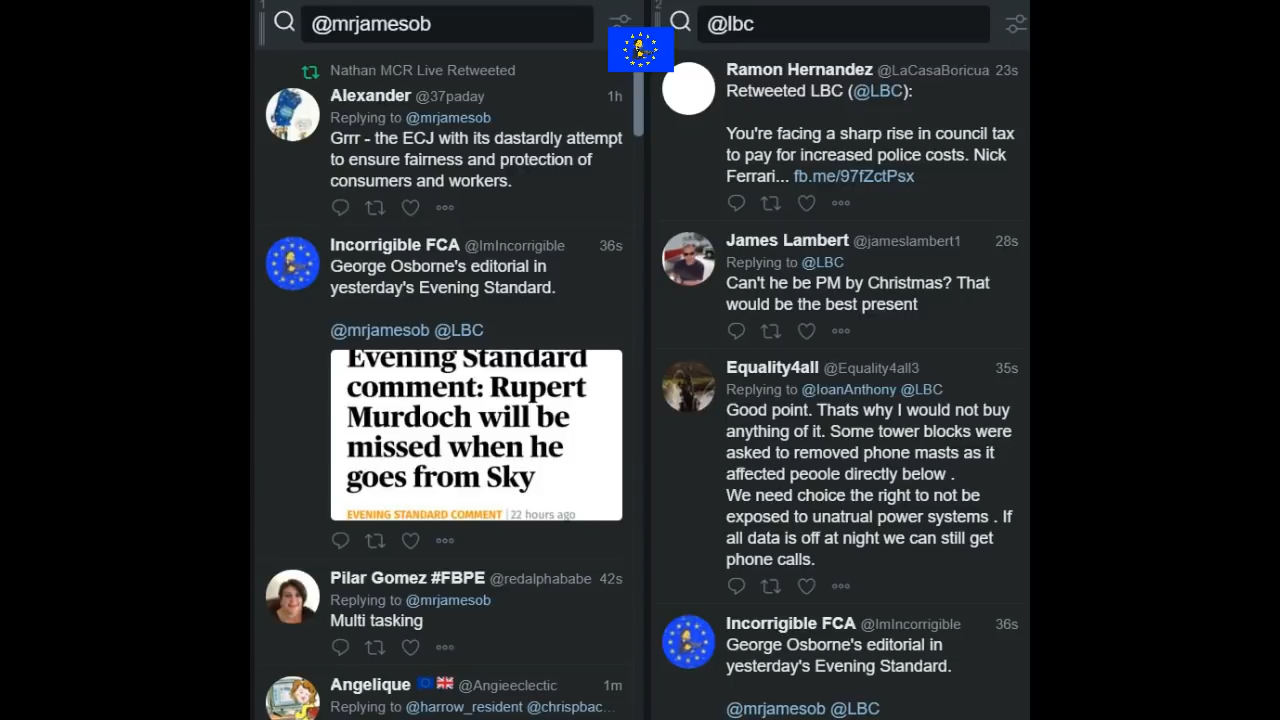 1
@mrjamesob
Nathan MCR Live Retweeted
Alexander @37paday 1h
Replying to @mrjamesob
Grrr - the ECJ with its dastardly attempt
to ensure fairness and protection of
consumers and workers.
Incorrigible FCA @ImIncorrigible 36s
George Osborne's editorial in
yesterday's Evening Standard.
@mrjamesob @LBC
Evening Standard
comment: Rupert
Murdoch will be
missed when he
goes from Sky
EVENING STANDARD COMMENT | 22 hours ago
Pilar Gomez #FBPE @redalphababe 42s
Replying to @mrjamesob
Multi tasking
Angelique @Angieeclectic 1m
Replying to @harrow_resident @chrispbac...
2
@lbc
Ramon Hernandez @LaCasaBoricua 23s
Retweeted LBC (@LBC):
You're facing a sharp rise in council tax
to pay for increased police costs. Nick
Ferrari... fb.me/97fZctPsx
James Lambert @jameslambert1 28s
Replying to @LBC
Can't he be PM by Christmas? That
would be the best present
Equality4all @Equality4all3 35s
Replying to @IoanAnthony @LBC
Good point. Thats why I would not buy
anything of it. Some tower blocks were
asked to removed phone masts as it
affected peoole directly below .
We need choice the right to not be
exposed to unatrual power systems . If
all data is off at night we can still get
phone calls.
Incorrigible FCA @ImIncorrigible 36s
George Osborne's editorial in
yesterday's Evening Standard.
@mrjamesob @LBC